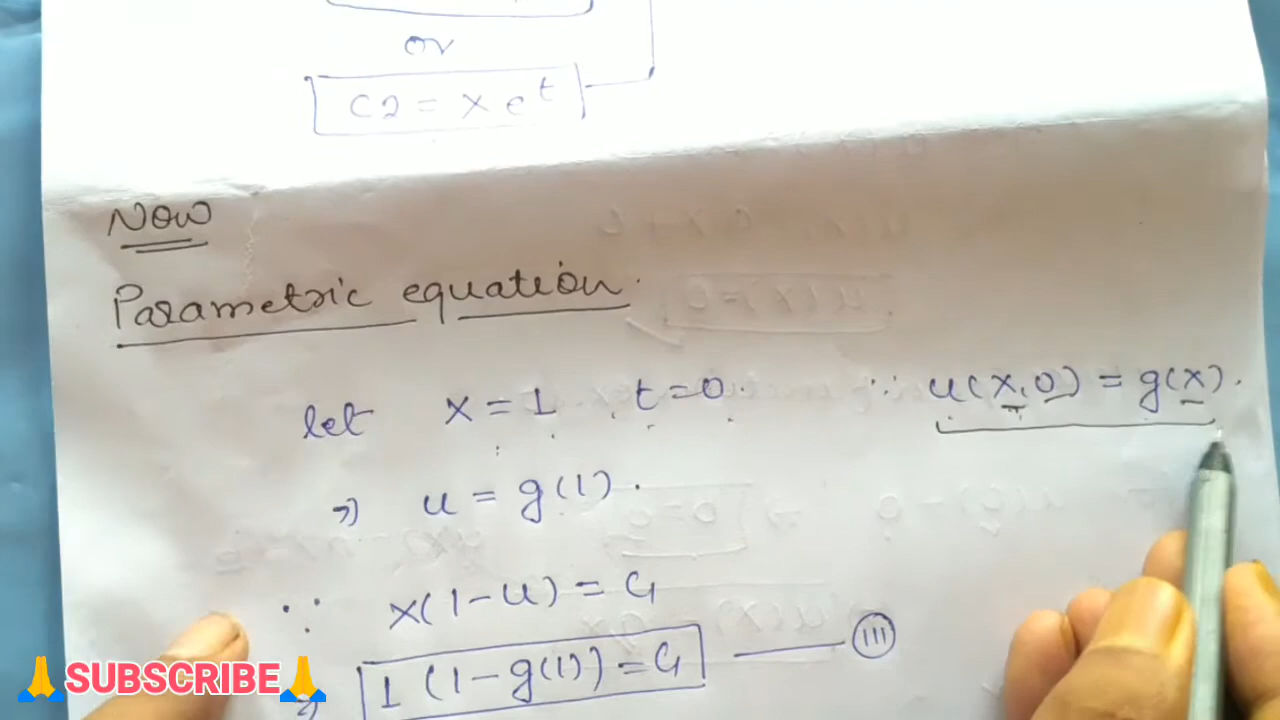 or
C2 = x e^t
Now
Parametric equation.
let x = 1 , t = 0. ∵ u(x,0) = g(x).
⇒ u = g(1).
∵ x(1-u) = C1
⇒ 1 (1-g(1)) = C1 — III
🙏SUBSCRIBE🙏